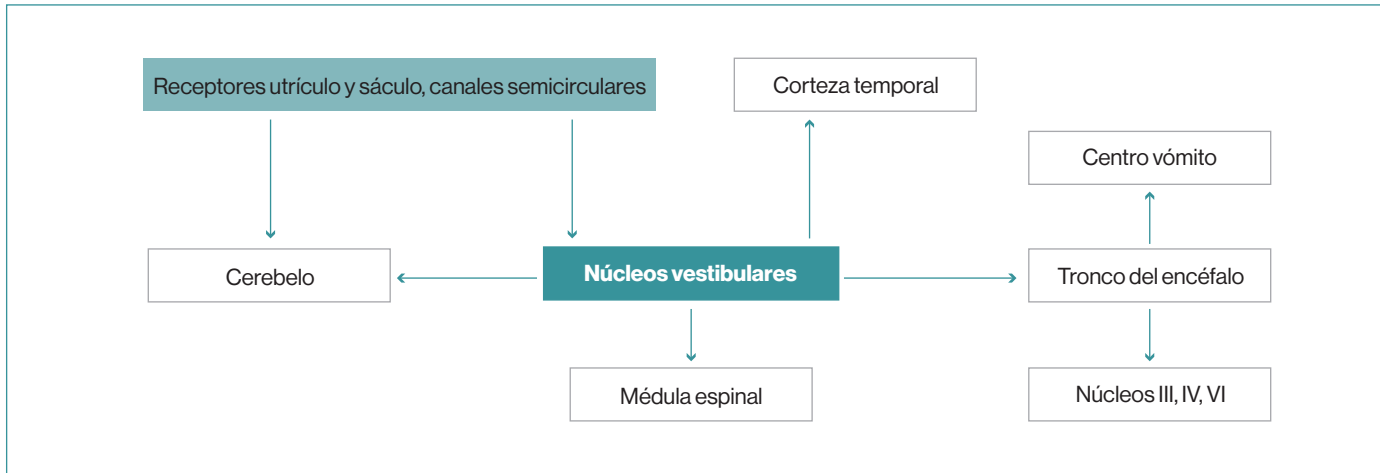 Receptores utrículo y sáculo, canales semicirculares
Corteza temporal
Centro vómito
Cerebelo
Núcleos vestibulares
Tronco del encéfalo
Médula espinal
Núcleos III, IV, VI